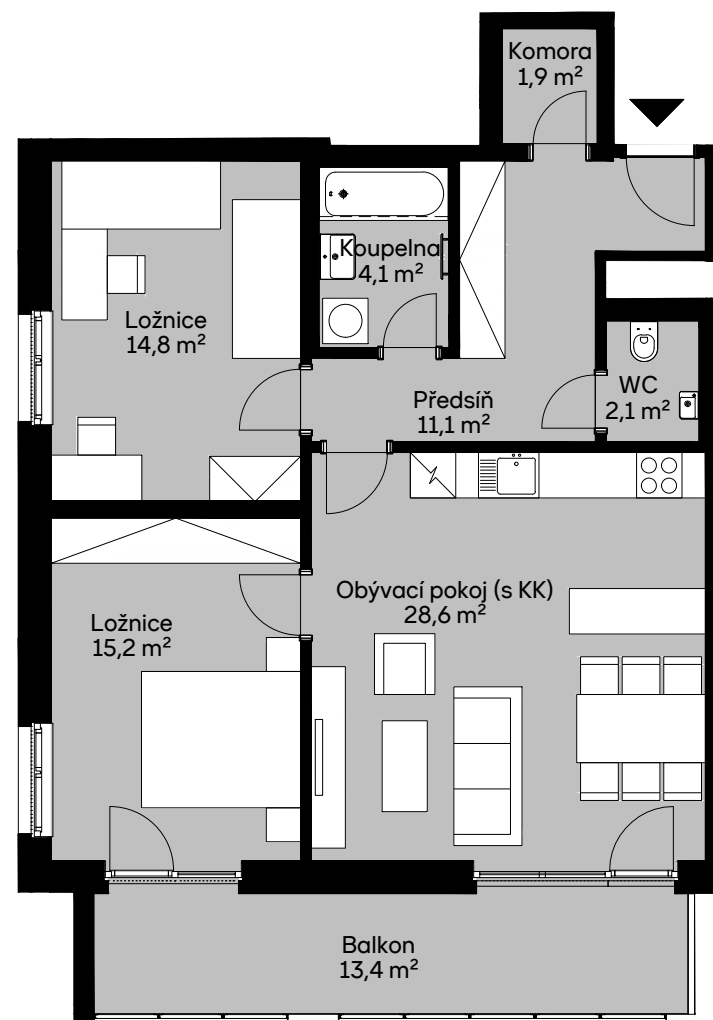 Komora
1,9 m²
Koupelna
4,1 m²
Ložnice
14,8 m²
WC
2,1 m²
Předsíň
11,1 m²
Obývací pokoj (s KK)
28,6 m²
Ložnice
15,2 m²
Balkon
13,4 m²